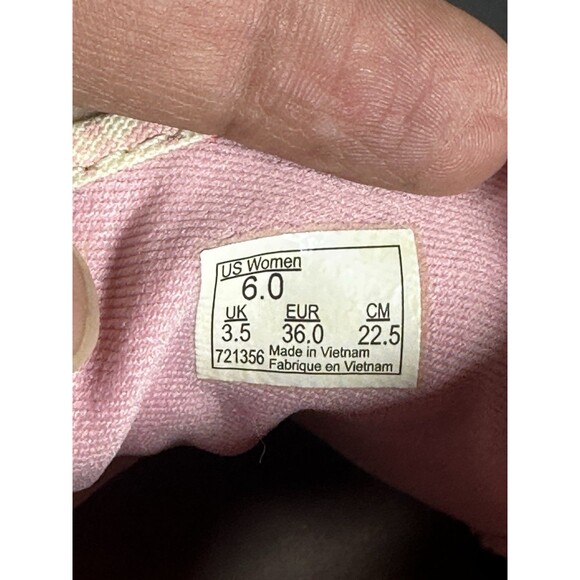 US Women
6.0
UK EUR CM
3.5 36.0 22.5
721356 Made in Vietnam
Fabrique en Vietnam